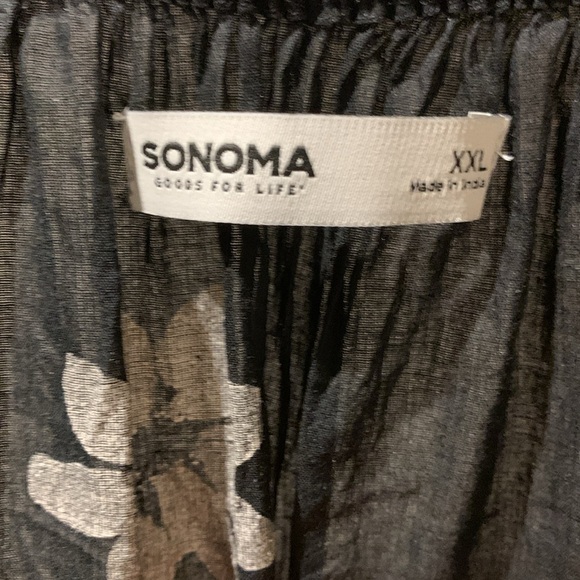 SONOMA
GOODS FOR LIFE®
XXL
Made in India